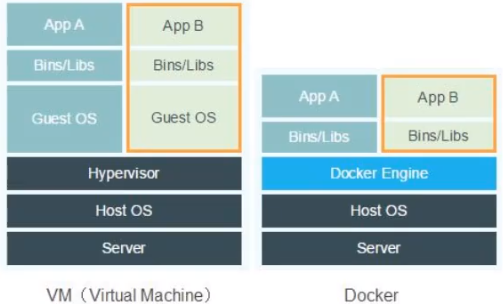 App A
App B
Bins/Libs
Bins/Libs
Guest OS
Guest OS
Hypervisor
Host OS
Server
VM（Virtual Machine）
App A
App B
Bins/Libs
Bins/Libs
Docker Engine
Host OS
Server
Docker